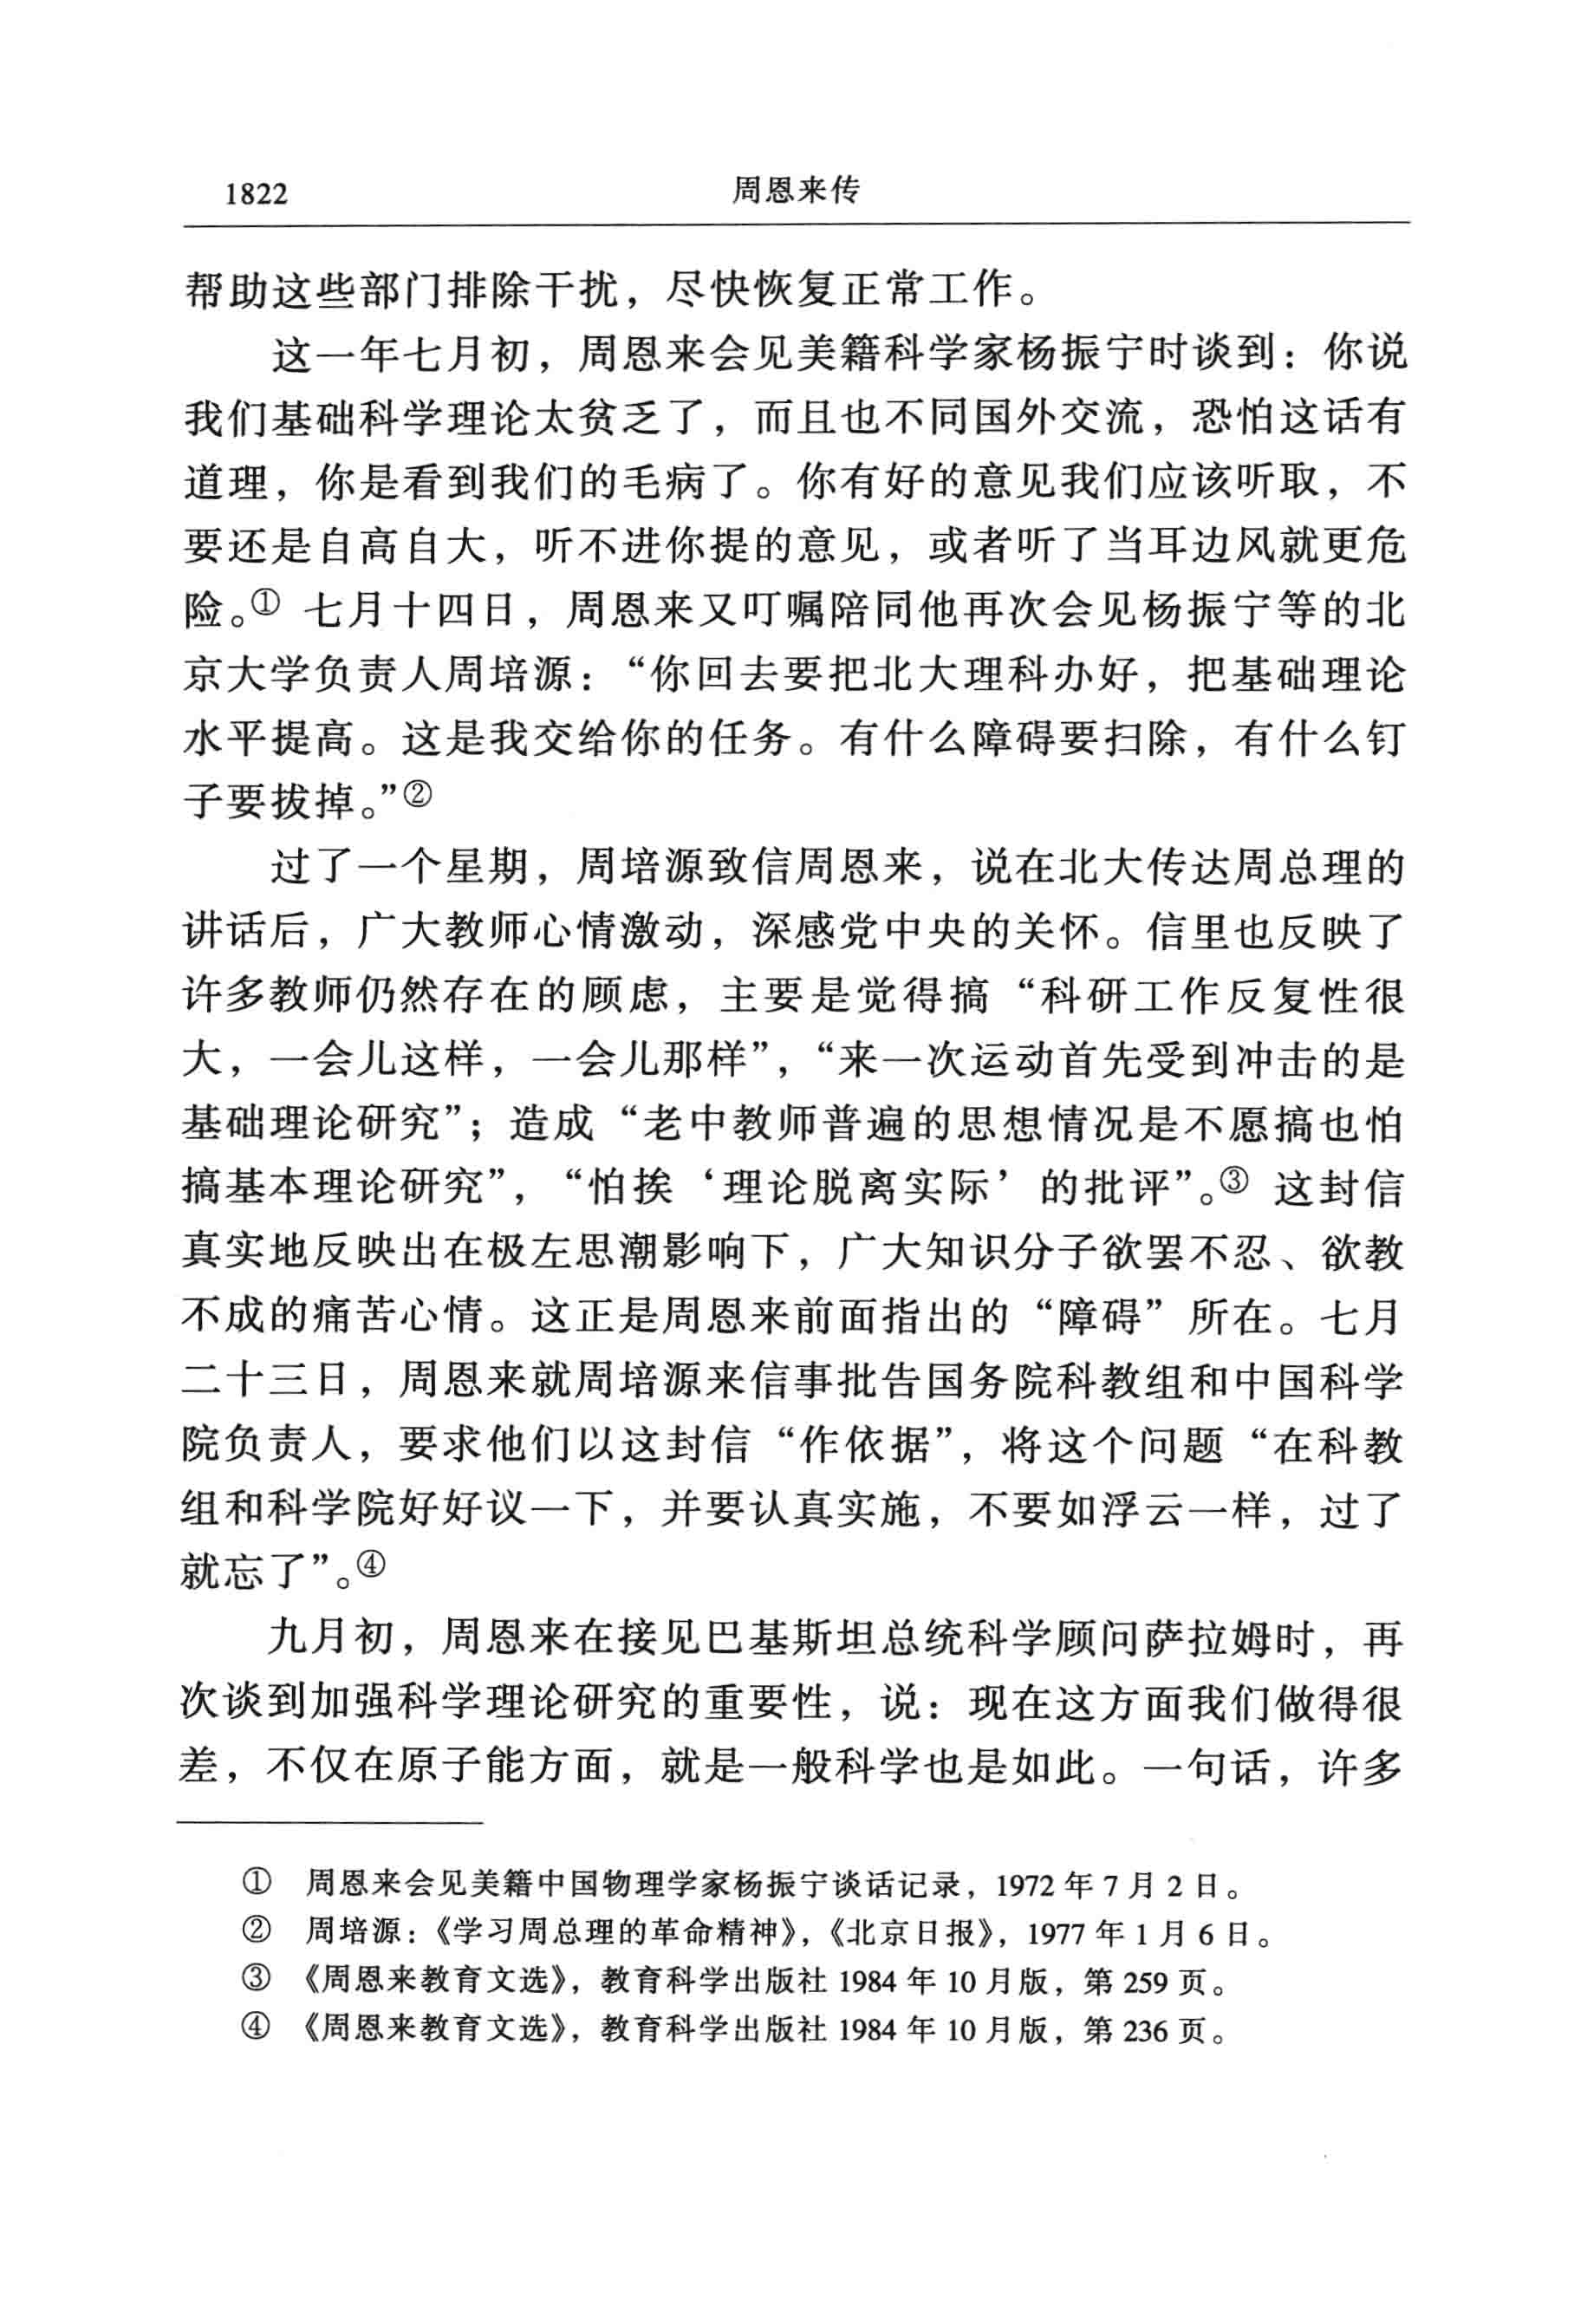 1822
周恩来传
帮助这些部门排除干扰，尽快恢复正常工作。
这一年七月初，周恩来会见美籍科学家杨振宁时谈到：你说
我们基础科学理论太贫乏了，而且也不同国外交流，恐怕这话有
道理，你是看到我们的毛病了。你有好的意见我们应该听取，不
要还是自高自大，听不进你提的意见，或者听了当耳边风就更危
险。① 七月十四日，周恩来又叮嘱陪同他再次会见杨振宁等的北
京大学负责人周培源：“你回去要把北大理科办好，把基础理论
水平提高。这是我交给你的任务。有什么障碍要扫除，有什么钉
子要拔掉。”②
过了一个星期，周培源致信周恩来，说在北大传达周总理的
讲话后，广大教师心情激动，深感党中央的关怀。信里也反映了
许多教师仍然存在的顾虑，主要是觉得搞“科研工作反复性很
大，一会儿这样，一会儿那样”，“来一次运动首先受到冲击的是
基础理论研究”；造成“老中教师普遍的思想情况是不愿搞也怕
搞基本理论研究”，“怕挨‘理论脱离实际’的批评”。③ 这封信
真实地反映出在极左思潮影响下，广大知识分子欲罢不忍、欲教
不成的痛苦心情。这正是周恩来前面指出的“障碍”所在。七月
二十三日，周恩来就周培源来信事批告国务院科教组和中国科学
院负责人，要求他们以这封信“作依据”，将这个问题“在科教
组和科学院好好议一下，并要认真实施，不要如浮云一样，过了
就忘了”。④
九月初，周恩来在接见巴基斯坦总统科学顾问萨拉姆时，再
次谈到加强科学理论研究的重要性，说：现在这方面我们做得很
差，不仅在原子能方面，就是一般科学也是如此。一句话，许多
① 周恩来会见美籍中国物理学家杨振宁谈话记录，1972 年 7 月 2 日。
② 周培源：《学习周总理的革命精神》，《北京日报》，1977 年 1 月 6 日。
③ 《周恩来教育文选》，教育科学出版社 1984 年 10 月版，第 259 页。
④ 《周恩来教育文选》，教育科学出版社 1984 年 10 月版，第 236 页。